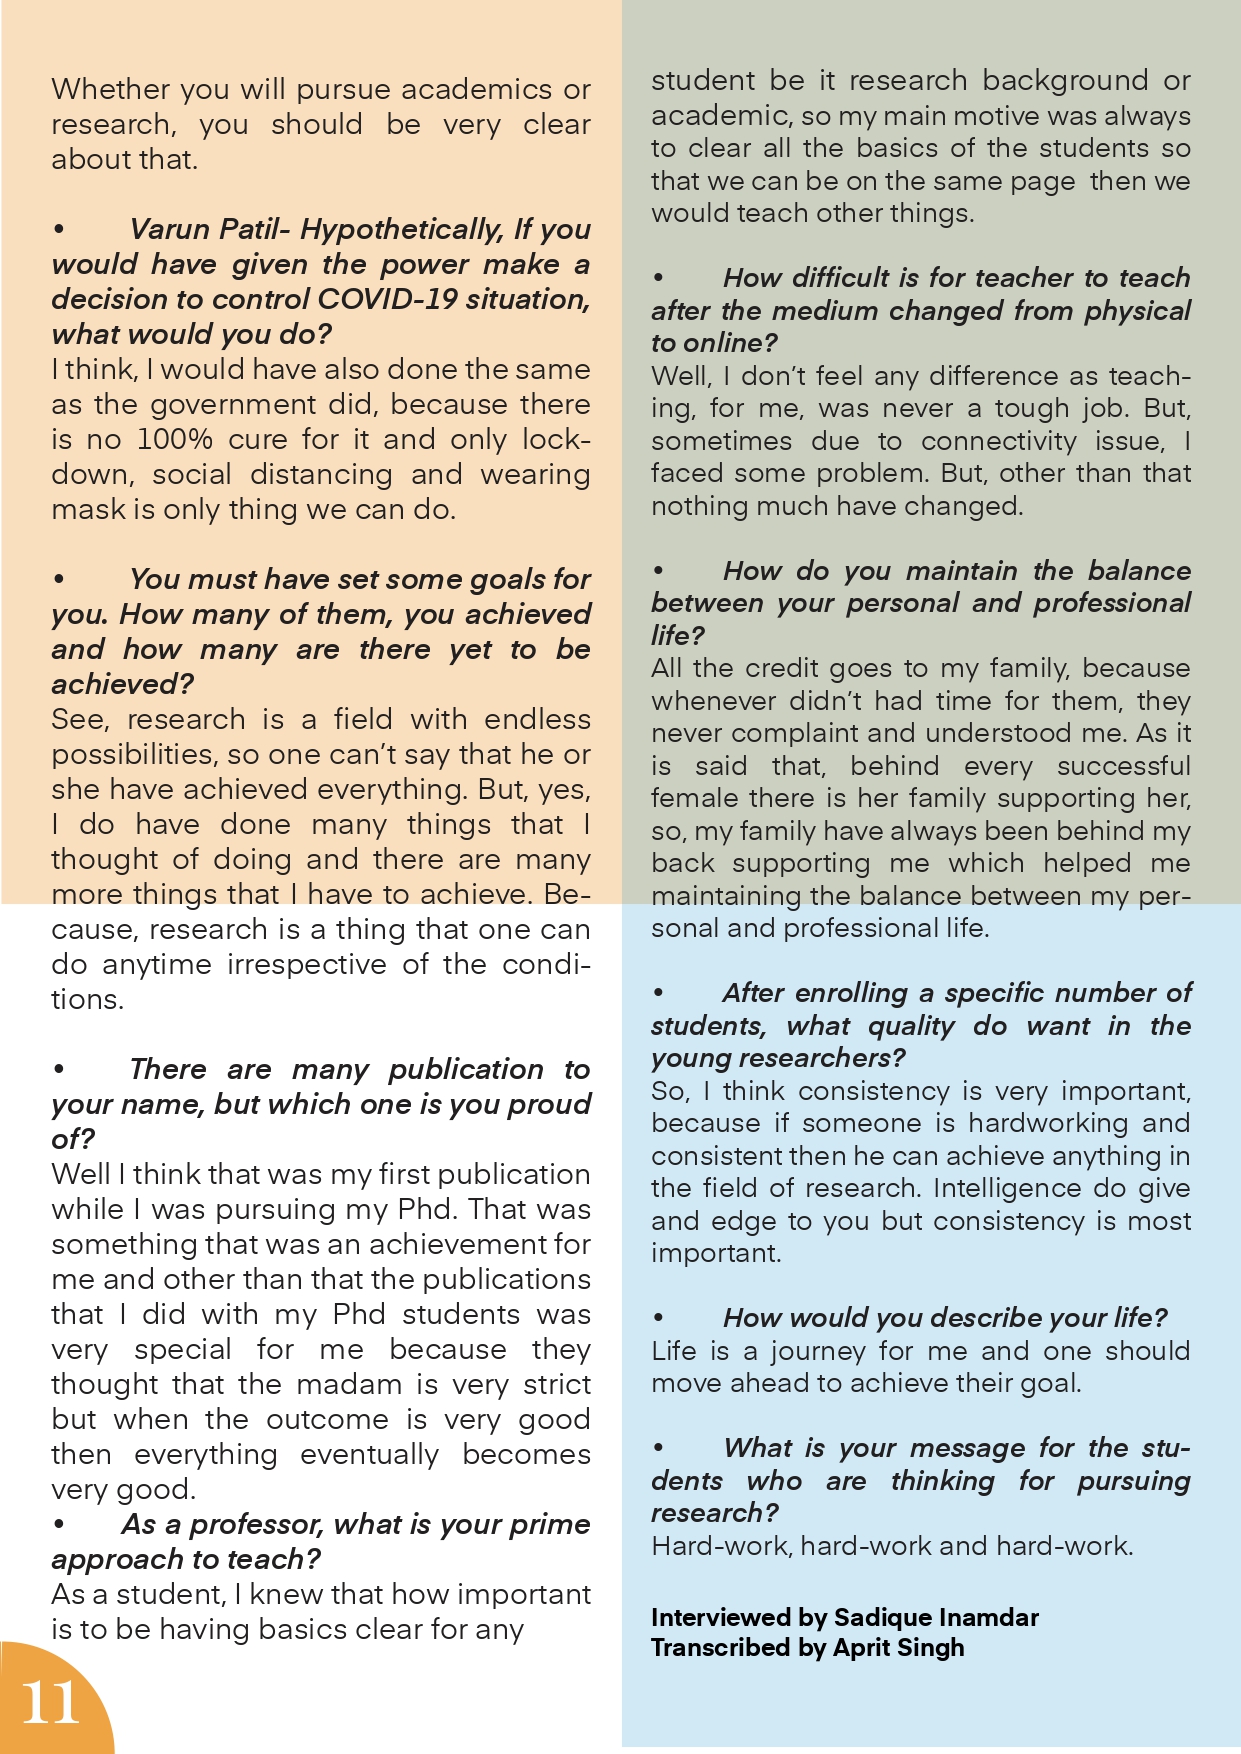 Whether you will pursue academics or
research, you should be very clear
about that.
• Varun Patil- Hypothetically, If you
would have given the power make a
decision to control COVID-19 situation,
what would you do?
I think, I would have also done the same
as the government did, because there
is no 100% cure for it and only lock-
down, social distancing and wearing
mask is only thing we can do.
• You must have set some goals for
you. How many of them, you achieved
and how many are there yet to be
achieved?
See, research is a field with endless
possibilities, so one can't say that he or
she have achieved everything. But, yes,
I do have done many things that I
thought of doing and there are many
more things that I have to achieve. Be-
cause, research is a thing that one can
do anytime irrespective of the condi-
tions.
• There are many publication to
your name, but which one is you proud
of?
Well I think that was my first publication
while I was pursuing my Phd. That was
something that was an achievement for
me and other than that the publications
that I did with my Phd students was
very special for me because they
thought that the madam is very strict
but when the outcome is very good
then everything eventually becomes
very good.
• As a professor, what is your prime
approach to teach?
As a student, I knew that how important
is to be having basics clear for any
11
student be it research background or
academic, so my main motive was always
to clear all the basics of the students so
that we can be on the same page then we
would teach other things.
• How difficult is for teacher to teach
after the medium changed from physical
to online?
Well, I don't feel any difference as teach-
ing, for me, was never a tough job. But,
sometimes due to connectivity issue, I
faced some problem. But, other than that
nothing much have changed.
• How do you maintain the balance
between your personal and professional
life?
All the credit goes to my family, because
whenever didn't had time for them, they
never complaint and understood me. As it
is said that, behind every successful
female there is her family supporting her,
so, my family have always been behind my
back supporting me which helped me
maintaining the balance between my per-
sonal and professional life.
• After enrolling a specific number of
students, what quality do want in the
young researchers?
So, I think consistency is very important,
because if someone is hardworking and
consistent then he can achieve anything in
the field of research. Intelligence do give
and edge to you but consistency is most
important.
• How would you describe your life?
Life is a journey for me and one should
move ahead to achieve their goal.
• What is your message for the stu-
dents who are thinking for pursuing
research?
Hard-work, hard-work and hard-work.
Interviewed by Sadique Inamdar
Transcribed by Aprit Singh